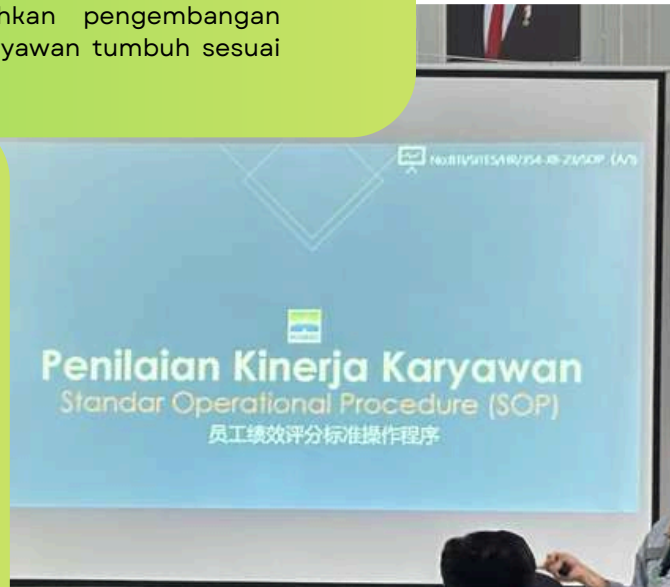 hkan pengembangan
yawan tumbuh sesuai
Penilaian Kinerja Karyawan
Standar Operational Procedure (SOP)
员工绩效评分标准操作程序